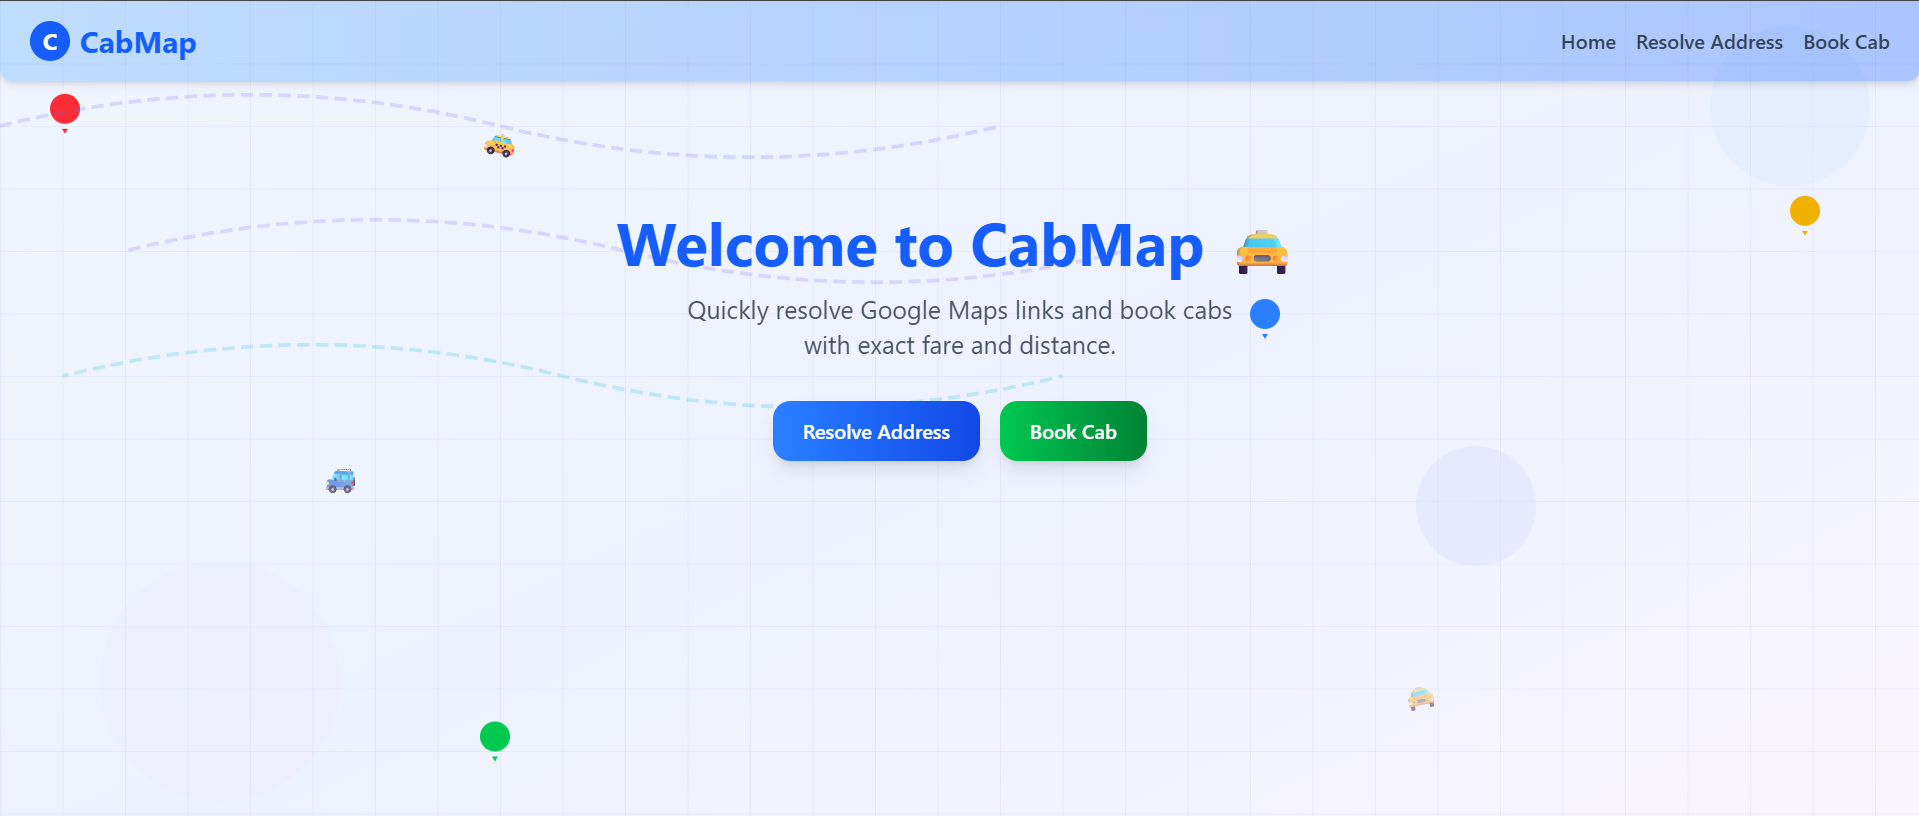 C CabMap
Home Resolve Address Book Cab
Welcome to CabMap 🚖
Quickly resolve Google Maps links and book cabs
with exact fare and distance.
Resolve Address
Book Cab